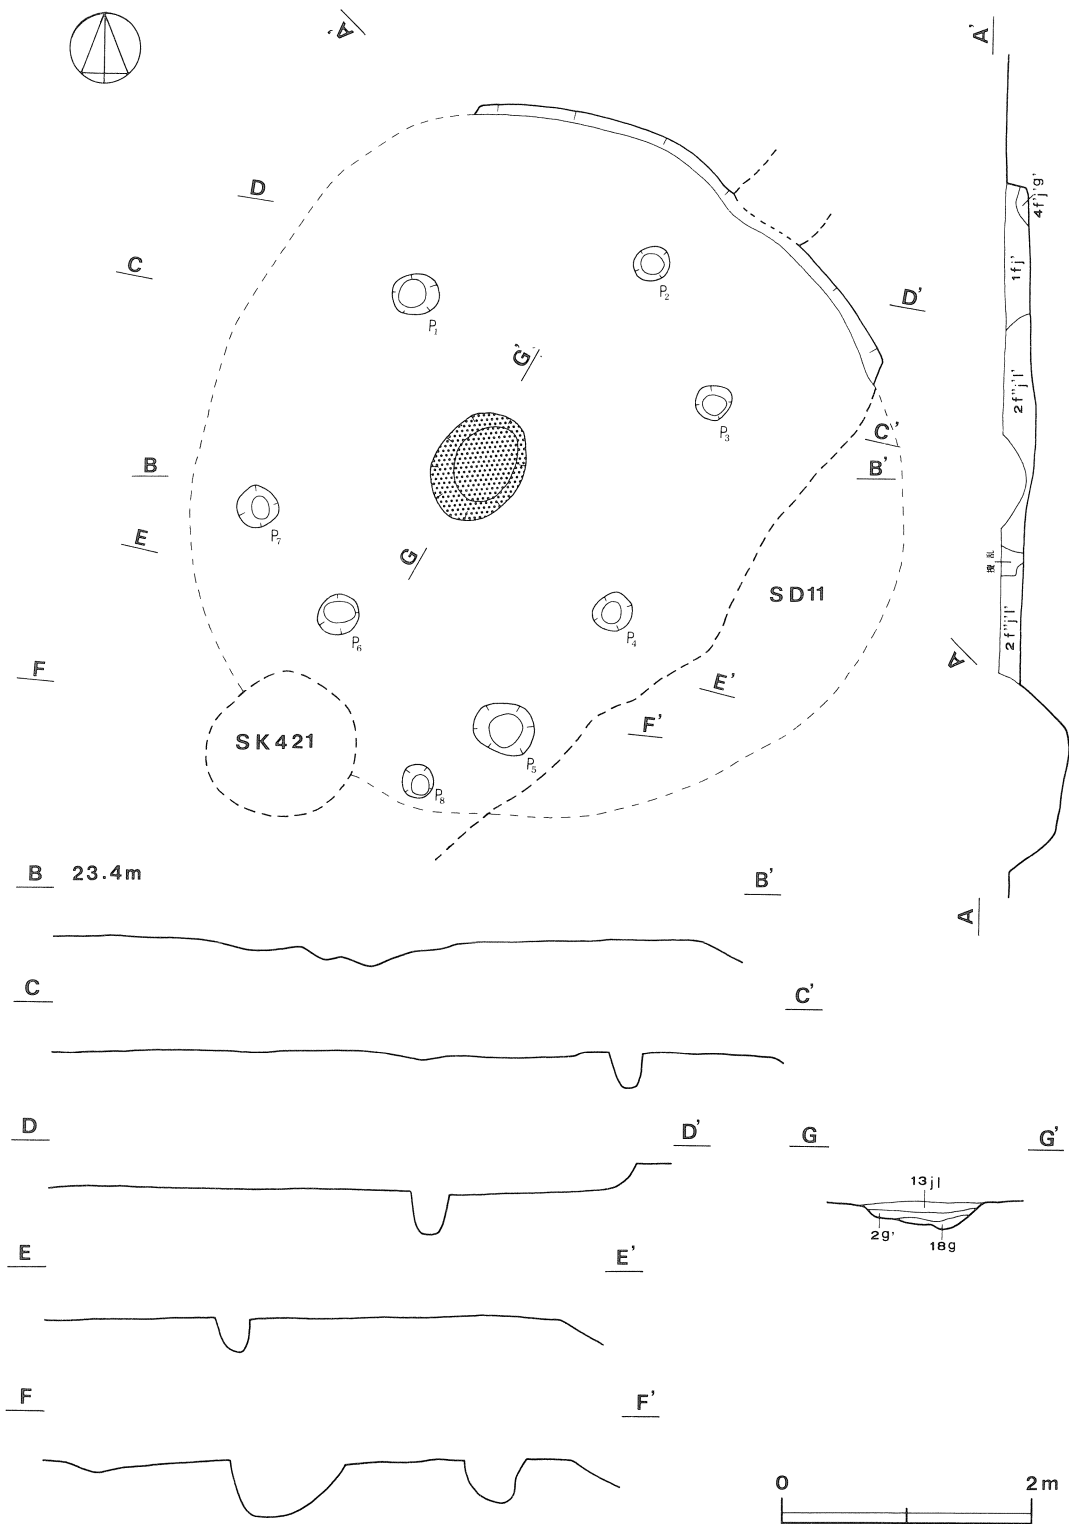 A'
A'
D
C
P1
P2
D'
4f'j'g'
1fj'
G'
P3
C'
B'
2f''j'l'
B
E
P7
G
撹乱
SD11
P6
P4
2f''j'l'
F
A
E'
F'
SK421
P5
P8
B 23.4m
B'
A
C
C'
D
D'
G
G'
13jl
2g'
18g
E
E'
F
F'
0
2m